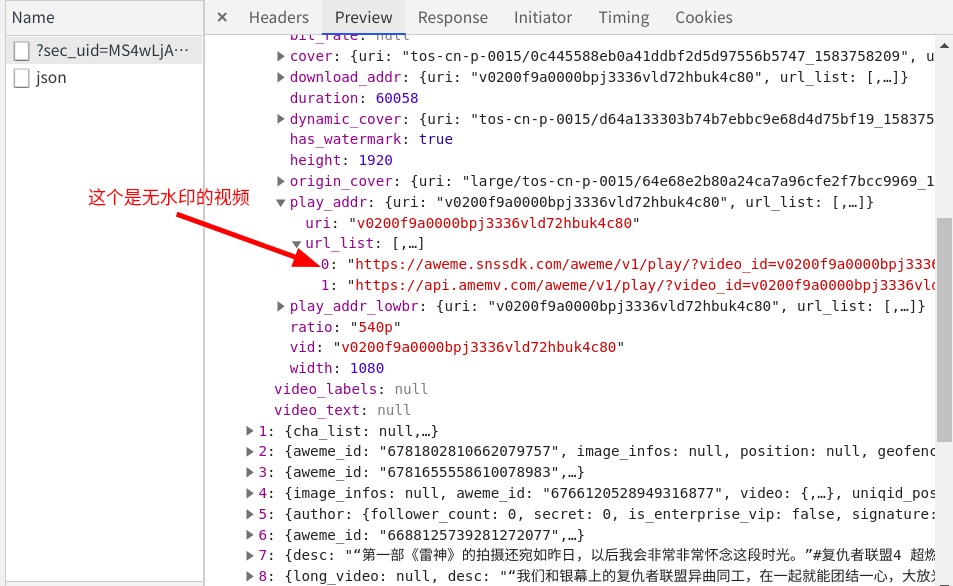 Name
× Headers Preview Response Initiator Timing Cookies
?sec_uid=MS4wLjA…
json
bit_rate: null
cover: {uri: "tos-cn-p-0015/0c445588eb0a41ddbf2d5d97556b5747_1583758209", u
download_addr: {uri: "v0200f9a0000bpj3336vld72hbuk4c80", url_list: [,…]}
duration: 60058
dynamic_cover: {uri: "tos-cn-p-0015/d64a133303b74b7ebbc9e68d4d75bf19_158375
has_watermark: true
height: 1920
origin_cover: {uri: "large/tos-cn-p-0015/64e68e2b80a24ca7a96cfe2f7bcc9969_1
这个是无水印的视频
play_addr: {uri: "v0200f9a0000bpj3336vld72hbuk4c80", url_list: [,…]}
uri: "v0200f9a0000bpj3336vld72hbuk4c80"
url_list: [,…]
0: "https://aweme.snssdk.com/aweme/v1/play/?video_id=v0200f9a0000bpj3336
1: "https://api.amemv.com/aweme/v1/play/?video_id=v0200f9a0000bpj3336vld
play_addr_lowbr: {uri: "v0200f9a0000bpj3336vld72hbuk4c80", url_list: [,…]}
ratio: "540p"
vid: "v0200f9a0000bpj3336vld72hbuk4c80"
width: 1080
video_labels: null
video_text: null
1: {cha_list: null,…}
2: {aweme_id: "6781802810662079757", image_infos: null, position: null, geofenc
3: {aweme_id: "6781655558610078983",…}
4: {image_infos: null, aweme_id: "6766120528949316877", video: {,…}, uniqid_pos
5: {author: {follower_count: 0, secret: 0, is_enterprise_vip: false, signature:
6: {aweme_id: "6688125739281272077",…}
7: {desc: "“第一部《雷神》的拍摄还宛如昨日，以后我会非常非常怀念这段时光。”#复仇者联盟4 超燃
8: {long_video: null, desc: "“我们和银幕上的复仇者联盟异曲同工，在一起就能团结一心，大放光